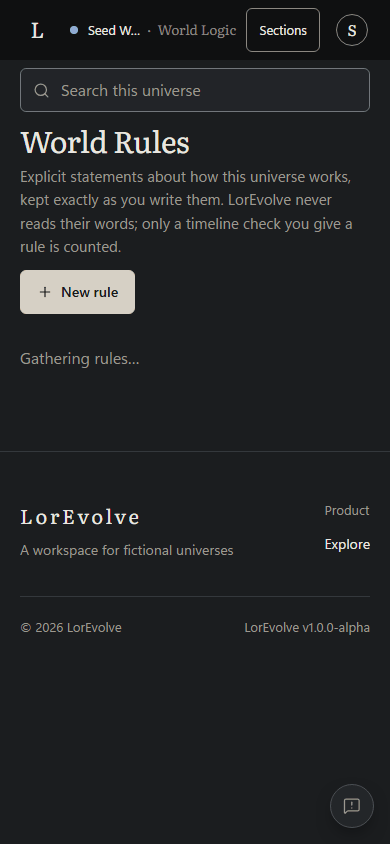 L
Seed W... · World Logic
Sections
S
Search this universe
World Rules
Explicit statements about how this universe works,
kept exactly as you write them. LorEvolve never
reads their words; only a timeline check you give a
rule is counted.
New rule
Gathering rules...
LorEvolve
Product
A workspace for fictional universes
Explore
© 2026 LorEvolve
LorEvolve v1.0.0-alpha